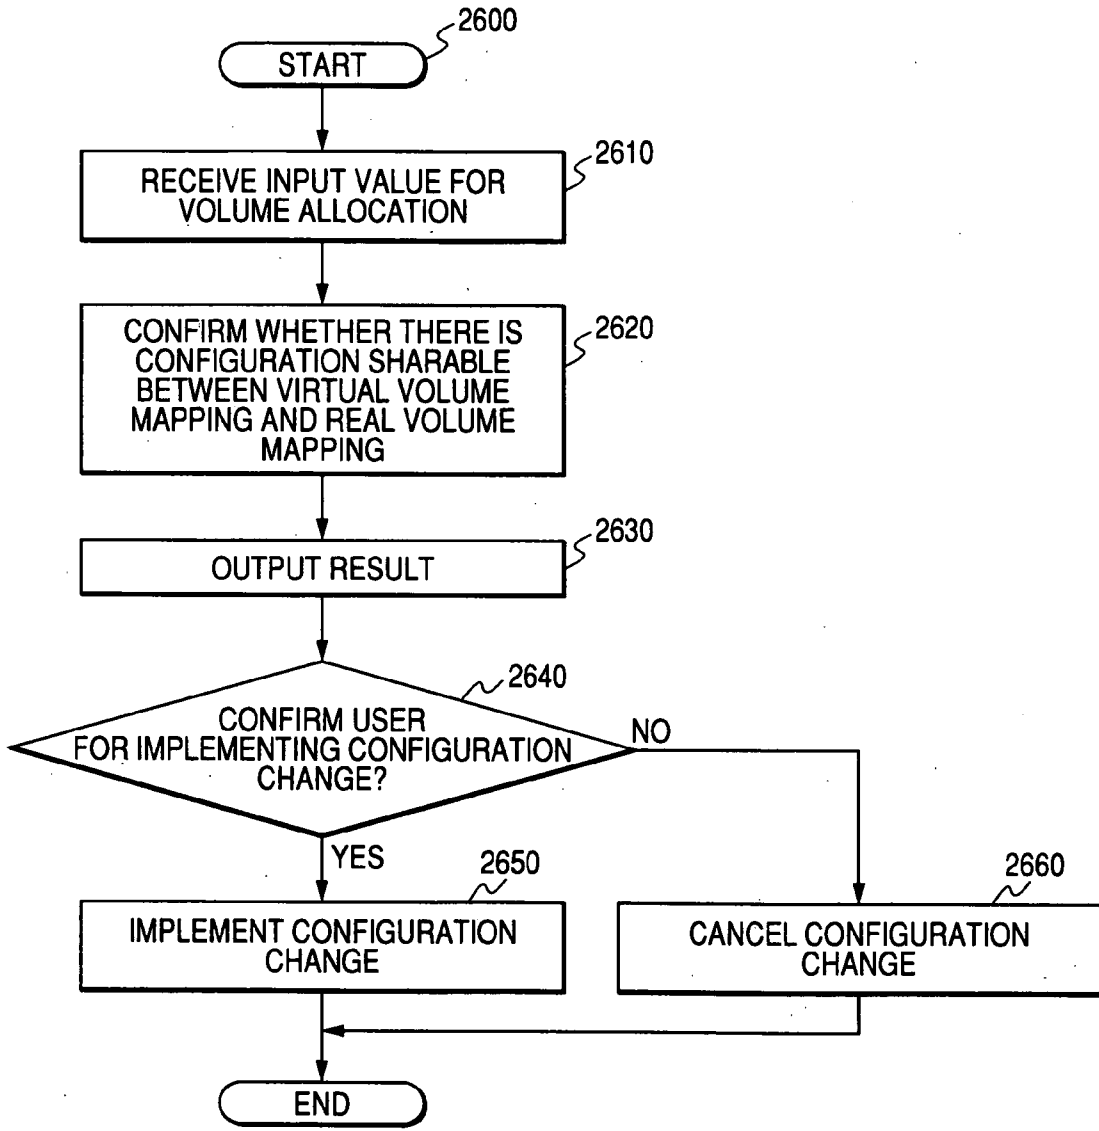 2600
START
2610
RECEIVE INPUT VALUE FOR
VOLUME ALLOCATION
2620
CONFIRM WHETHER THERE IS
CONFIGURATION SHARABLE
BETWEEN VIRTUAL VOLUME
MAPPING AND REAL VOLUME
MAPPING
2630
OUTPUT RESULT
2640
CONFIRM USER
FOR IMPLEMENTING CONFIGURATION
CHANGE?
NO
YES
2650
IMPLEMENT CONFIGURATION
CHANGE
2660
CANCEL CONFIGURATION
CHANGE
END